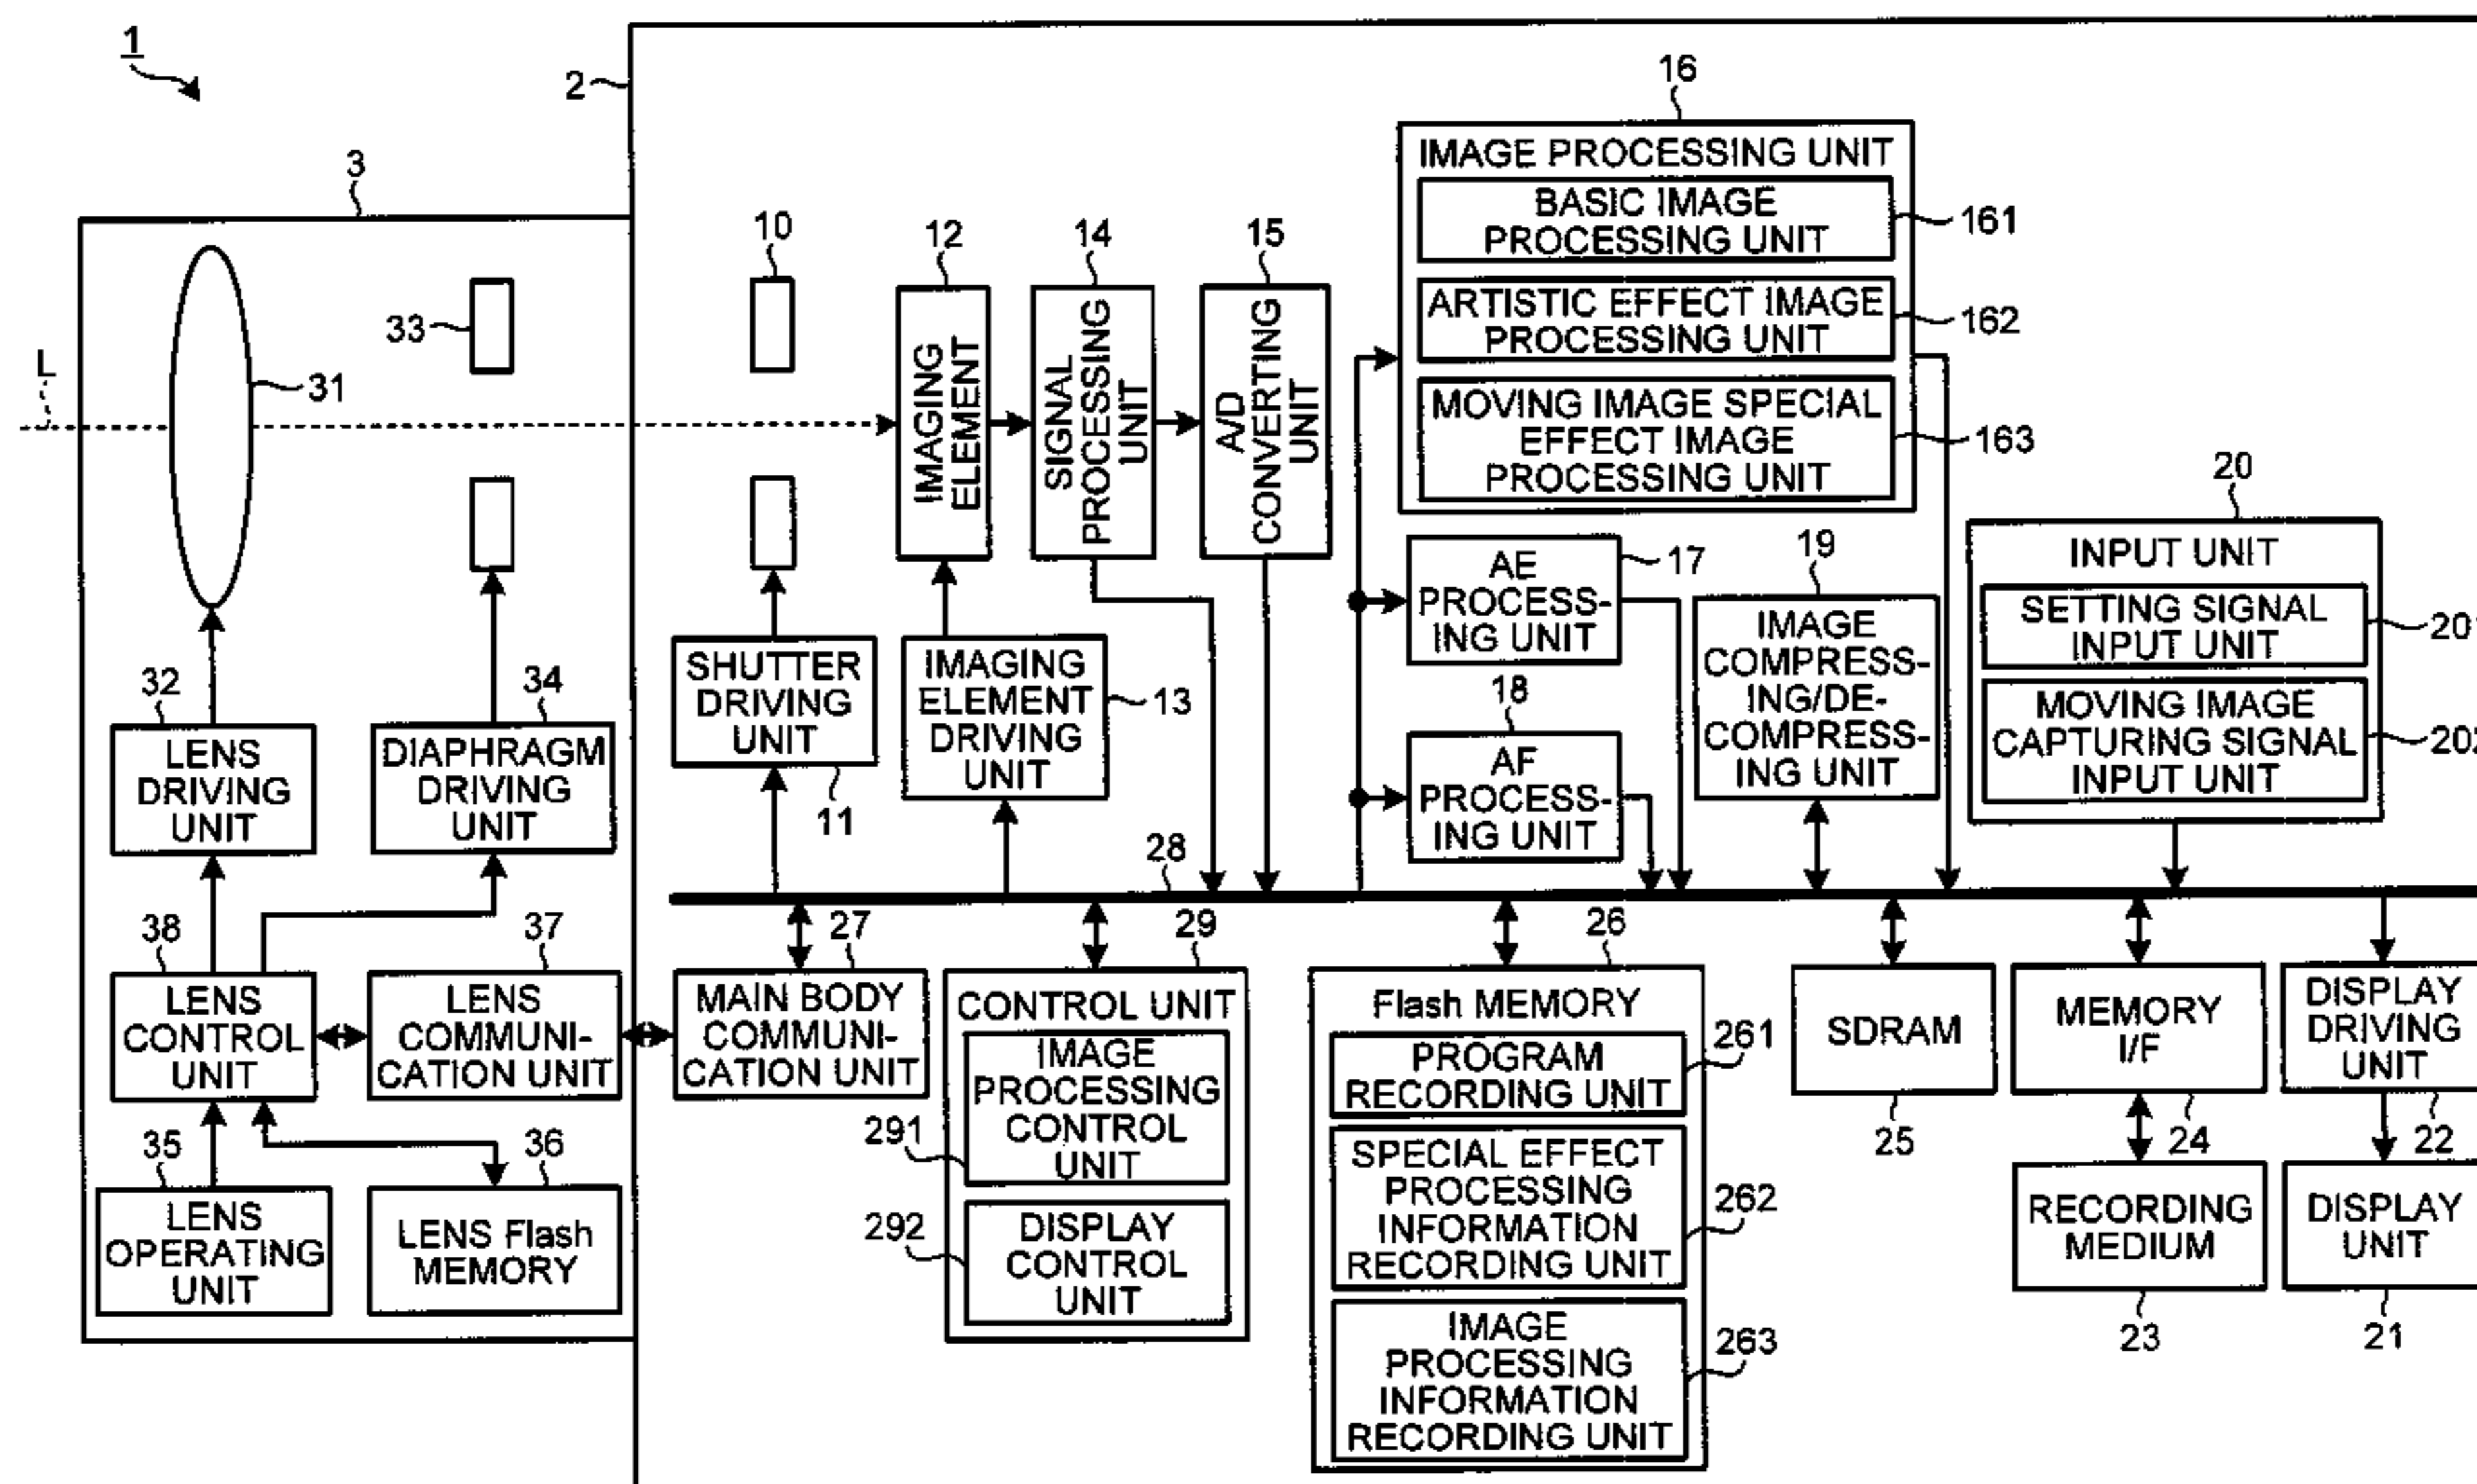 1
2
3
L
31
33
10
12
IMAGING
ELEMENT
14
SIGNAL
PROCESSING
UNIT
15
A/D
CONVERTING
UNIT
16
IMAGE PROCESSING UNIT
BASIC IMAGE
PROCESSING UNIT
161
ARTISTIC EFFECT IMAGE
PROCESSING UNIT
162
MOVING IMAGE SPECIAL
EFFECT IMAGE
PROCESSING UNIT
163
17
AE
PROCESS-
ING UNIT
18
AF
PROCESS-
ING UNIT
19
IMAGE
COMPRESS-
ING/DE-
COMPRESS-
ING UNIT
20
INPUT UNIT
SETTING SIGNAL
INPUT UNIT
201
MOVING IMAGE
CAPTURING SIGNAL
INPUT UNIT
202
32
LENS
DRIVING
UNIT
34
DIAPHRAGM
DRIVING
UNIT
SHUTTER
DRIVING
UNIT
11
IMAGING
ELEMENT
DRIVING
UNIT
13
28
38
LENS
CONTROL
UNIT
37
LENS
COMMUNI-
CATION UNIT
27
MAIN BODY
COMMUNI-
CATION UNIT
29
CONTROL UNIT
IMAGE
PROCESSING
CONTROL
UNIT
291
DISPLAY
CONTROL
UNIT
292
26
Flash MEMORY
PROGRAM
RECORDING UNIT
261
SPECIAL EFFECT
PROCESSING
INFORMATION
RECORDING UNIT
262
IMAGE
PROCESSING
INFORMATION
RECORDING UNIT
263
SDRAM
25
MEMORY
I/F
24
DISPLAY
DRIVING
UNIT
22
35
LENS
OPERATING
UNIT
36
LENS Flash
MEMORY
RECORDING
MEDIUM
23
DISPLAY
UNIT
21